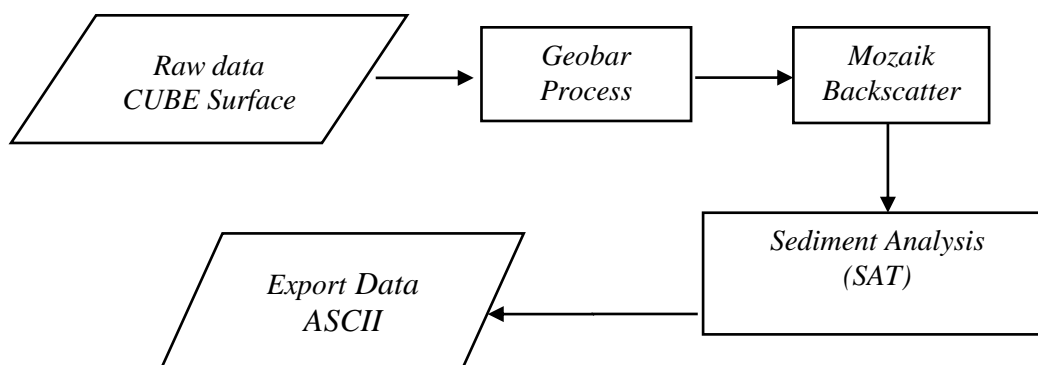 Raw data
CUBE Surface
Geobar
Process
Mozaik
Backscatter
Sediment Analysis
(SAT)
Export Data
ASCII